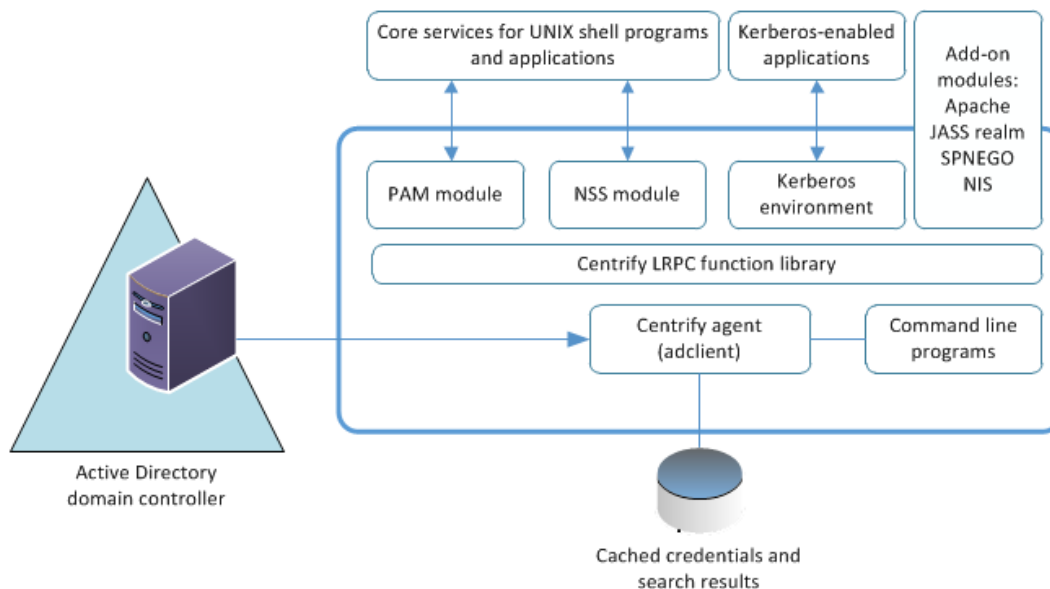 Core services for UNIX shell programs
and applications
Kerberos-enabled
applications
Add-on
modules:
Apache
JASS realm
SPNEGO
NIS
PAM module
NSS module
Kerberos
environment
Centrify LRPC function library
Centrify agent
(adclient)
Command line
programs
Active Directory
domain controller
Cached credentials and
search results